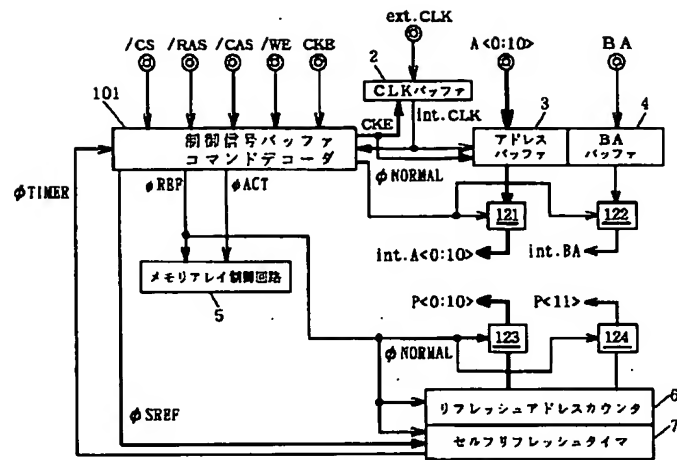 ext.CLK
/CS /RAS /CAS /WE CKE
A<0:10>
BA
2
CLKバッファ
101
3
4
CKE
int.CLK
制御信号バッファ
コマンドデコーダ
アドレス
バッファ
BA
バッファ
φTIMER
φREF
φACT
φNORMAL
121
122
int.A<0:10>
int.BA
メモリアレイ制御回路
5
P<0:10>
P<11>
φNORMAL
123
124
φSREF
リフレッシュアドレスカウンタ
6
セルフリフレッシュタイマ
7